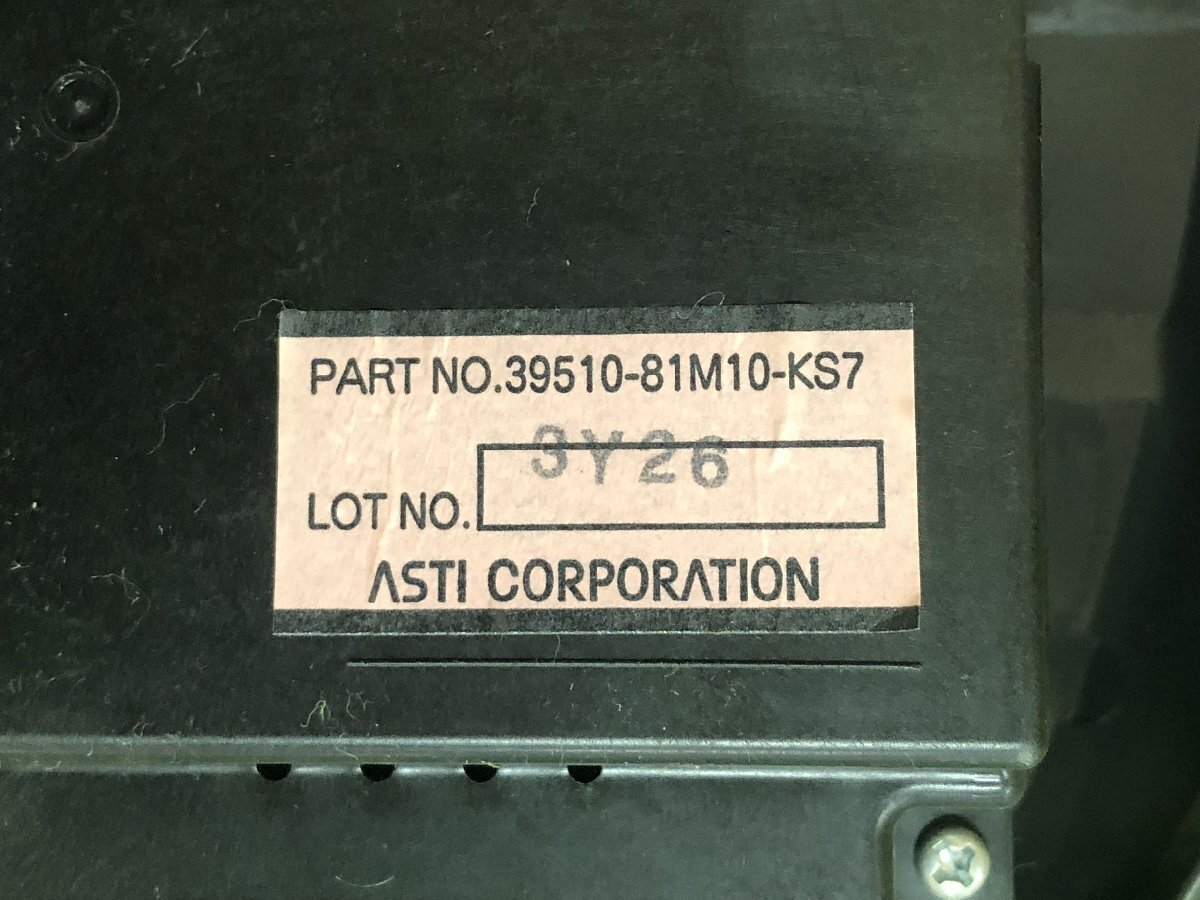 PART NO.39510-81M10-KS7
3Y26
LOT NO.
ASTI CORPORATION